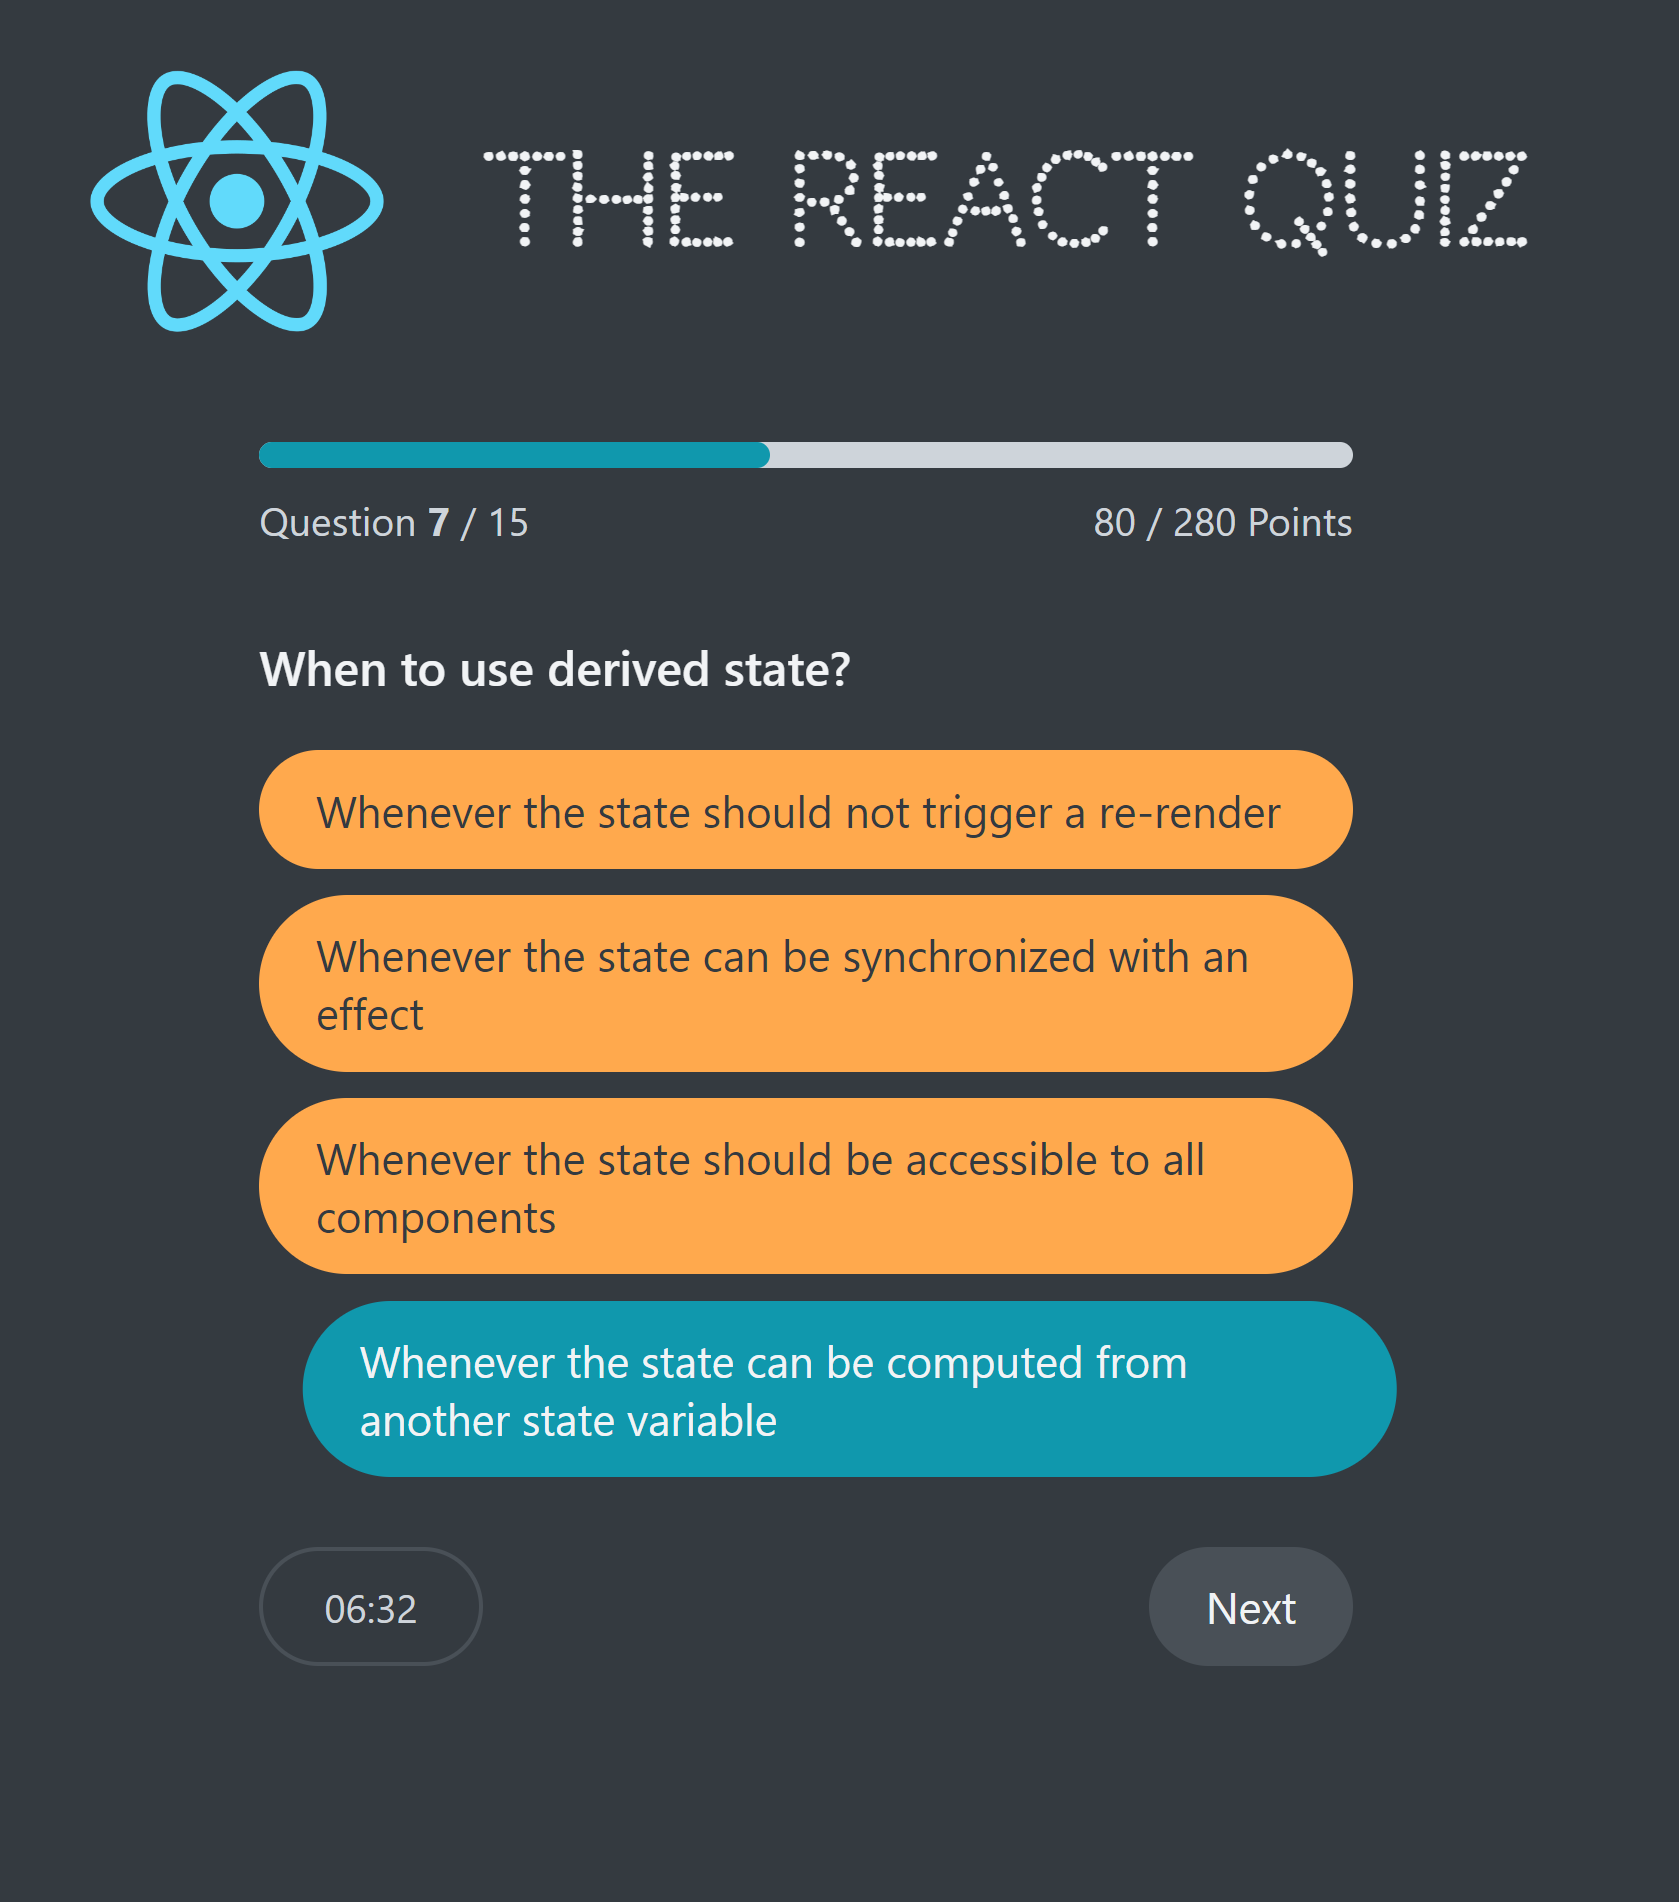 THE REACT QUIZ
Question 7 / 15
80 / 280 Points
When to use derived state?
Whenever the state should not trigger a re-render
Whenever the state can be synchronized with an
effect
Whenever the state should be accessible to all
components
Whenever the state can be computed from
another state variable
06:32
Next